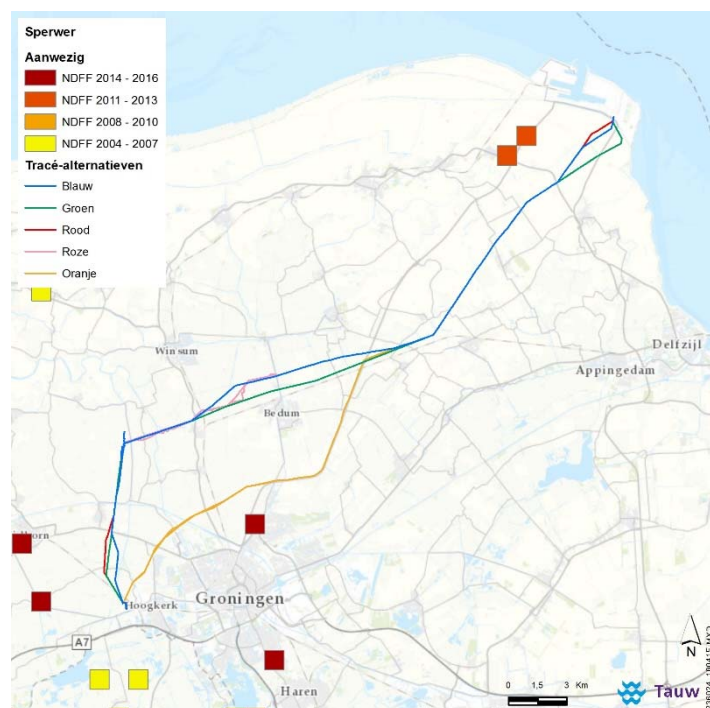 Sperwer
Aanwezig
NDFF 2014 - 2016
NDFF 2011 - 2013
NDFF 2008 - 2010
NDFF 2004 - 2007
Tracé-alternatieven
Blauw
Groen
Rood
Roze
Oranje
Winsum
Bedum
Delfzijl
Appingedam
Hoogkerk
Groningen
A7
Haren
N
0 1,5 3 Km
Tauw